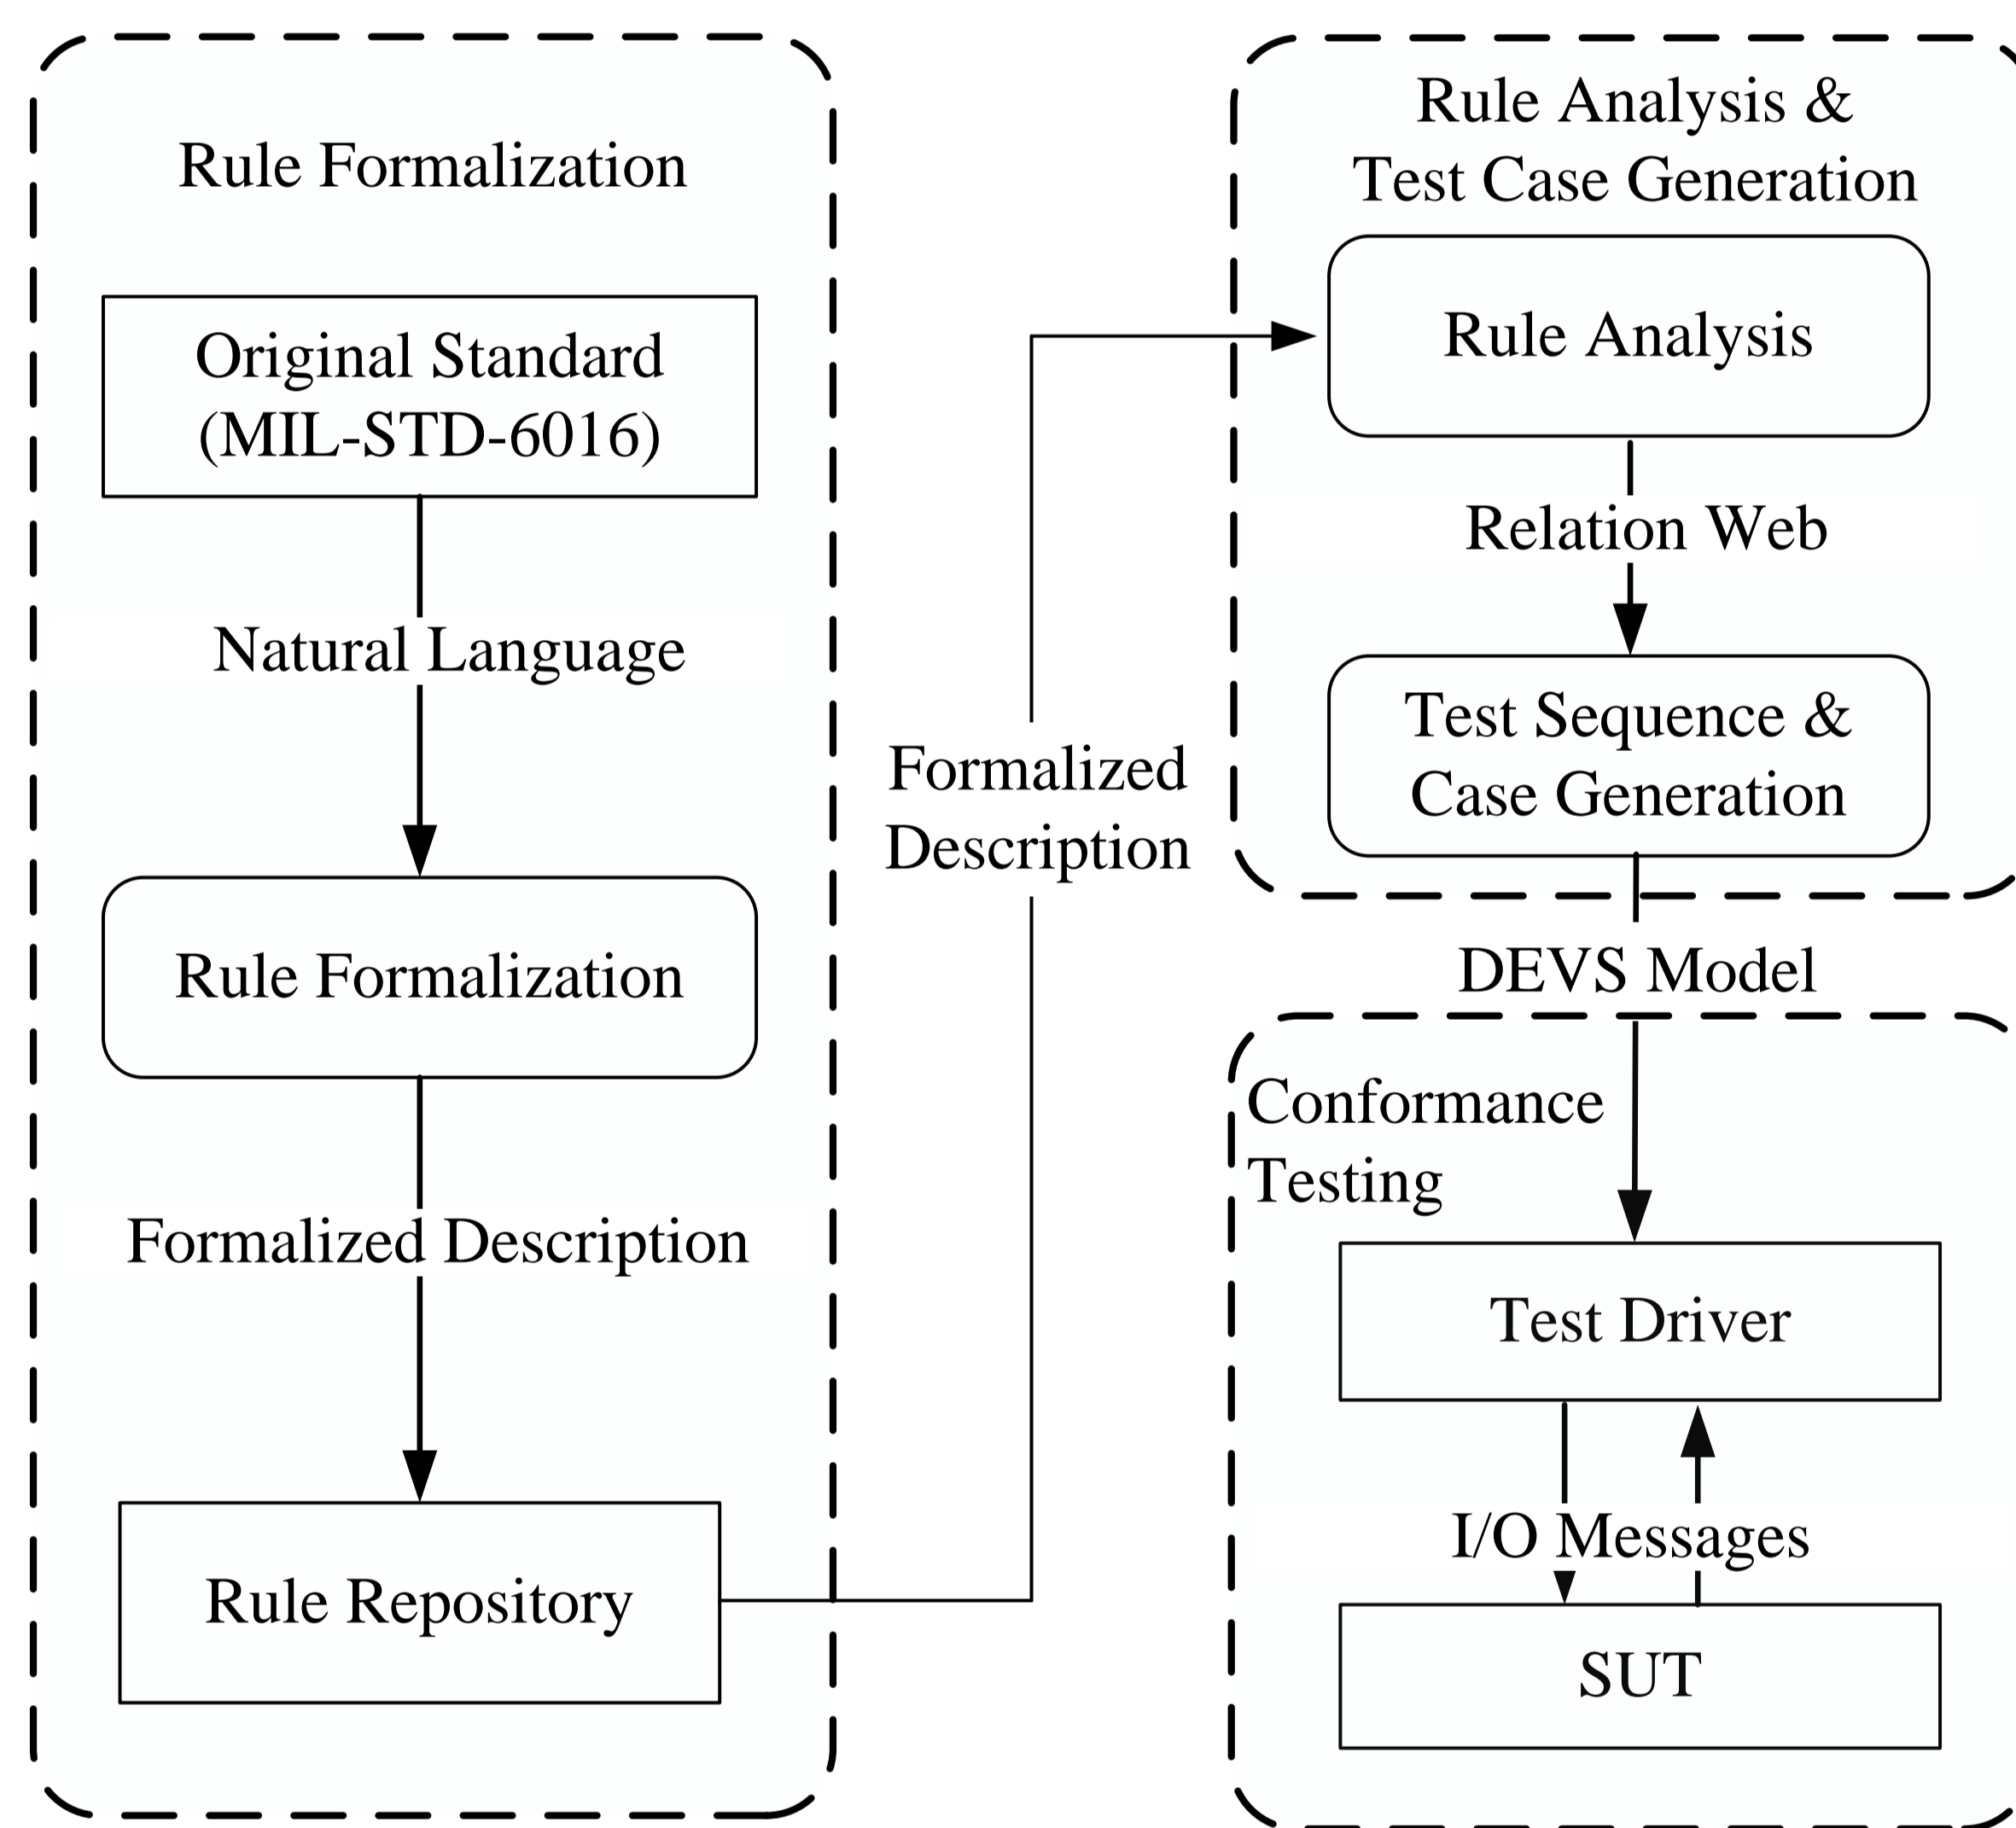 Rule Formalization
Original Standard
(MIL-STD-6016)
Natural Language
Rule Formalization
Formalized Description
Rule Repository
Formalized
Description
Rule Analysis &
Test Case Generation
Rule Analysis
Relation Web
Test Sequence &
Case Generation
DEVS Model
Conformance
Testing
Test Driver
I/O Messages
SUT